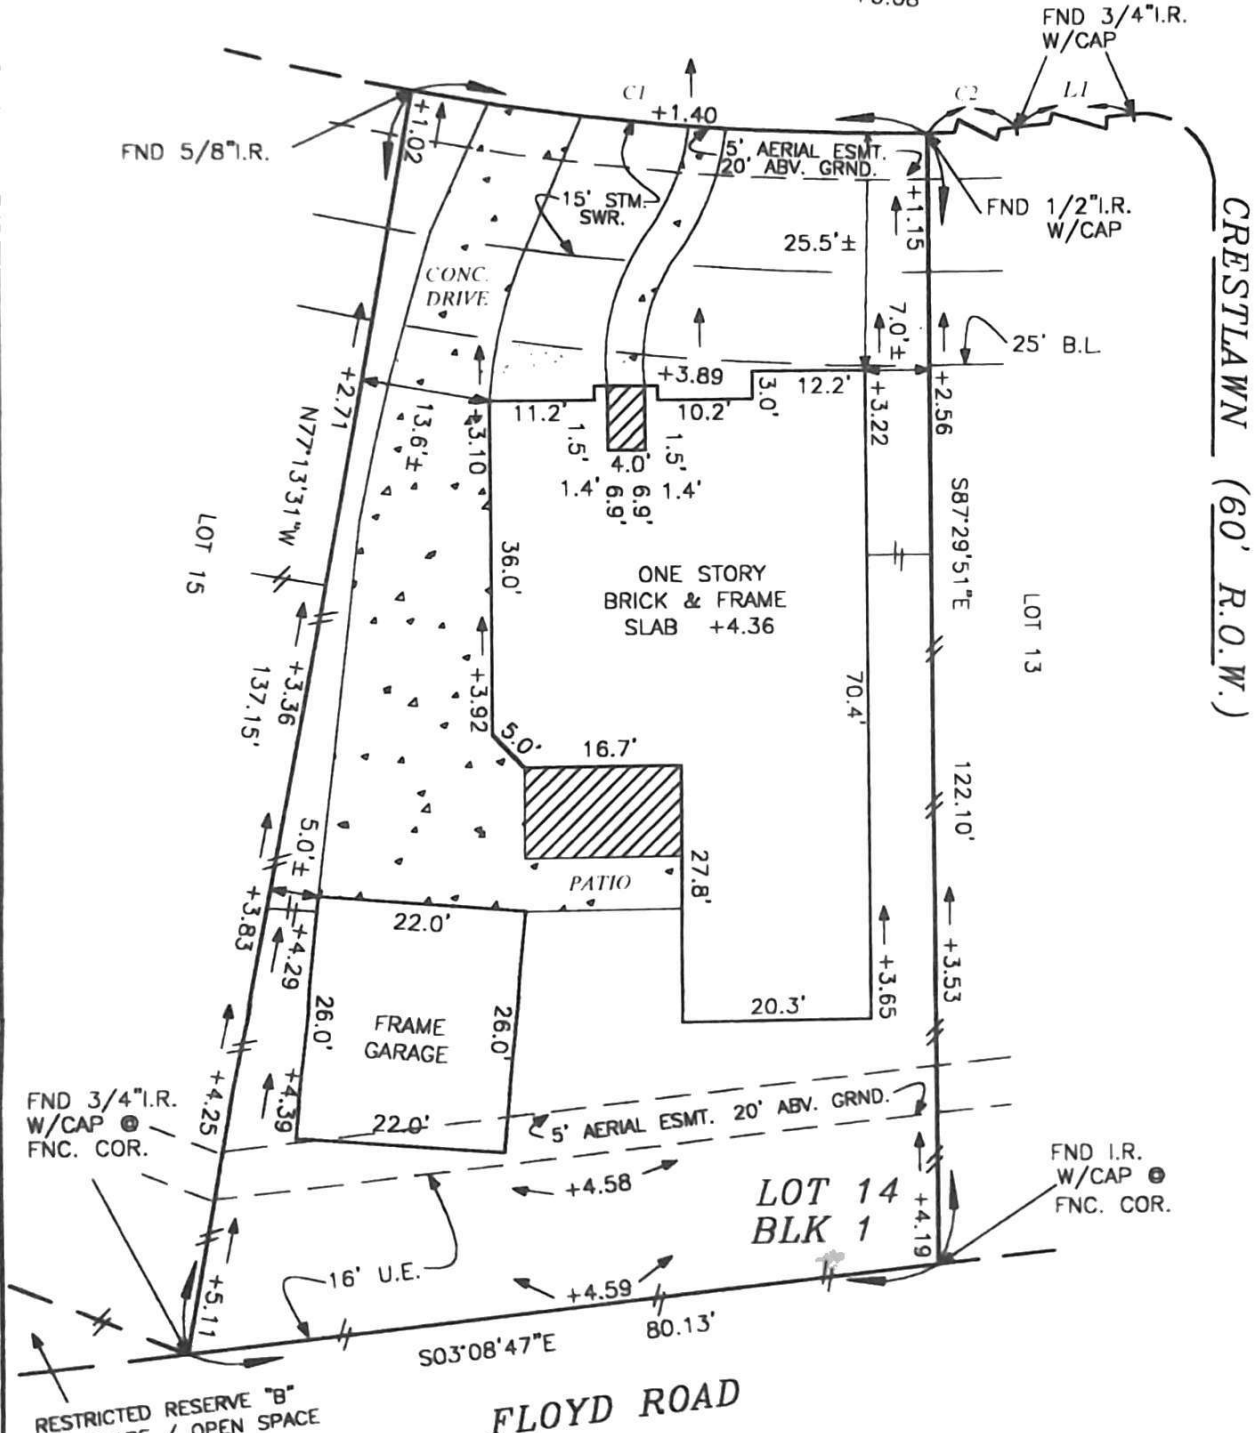 FND 3/4"I.R.
W/CAP
C1
+1.40
C2
L1
FND 5/8"I.R.
+1.02
5' AERIAL ESMT.
20' ABV. GRND.
+1.15
FND 1/2"I.R.
W/CAP
15' STM.
SWR.
25.5'±
CONC.
DRIVE
7.0'±
25' B.L.
CRESTLAWN (60' R.O.W.)
+2.71
13.6'±
+3.10
11.2'
1.5'
+3.89
10.2'
3.0'
12.2'
+3.22
+2.56
4.0'
1.5'
1.4'
6.9'
6.9'
1.4'
N77°13'31"W
LOT 15
36.0'
ONE STORY
BRICK & FRAME
SLAB +4.36
S87°29'51"E
LOT 13
+3.36
137.15'
+3.92
5.0'
16.7'
70.4'
122.10'
5.0'±
PATIO
27.8'
+3.83
+4.29
22.0'
26.0'
FRAME
GARAGE
26.0'
20.3'
+3.65
+3.53
FND 3/4"I.R.
W/CAP @
FNC. COR.
+4.25
+4.39
22.0'
5' AERIAL ESMT. 20' ABV. GRND.
+4.58
LOT 14
BLK 1
+4.19
FND I.R.
W/CAP @
FNC. COR.
+5.11
16' U.E.
+4.59
S03°08'47"E
80.13'
RESTRICTED RESERVE "B"
/ OPEN SPACE
FLOYD ROAD